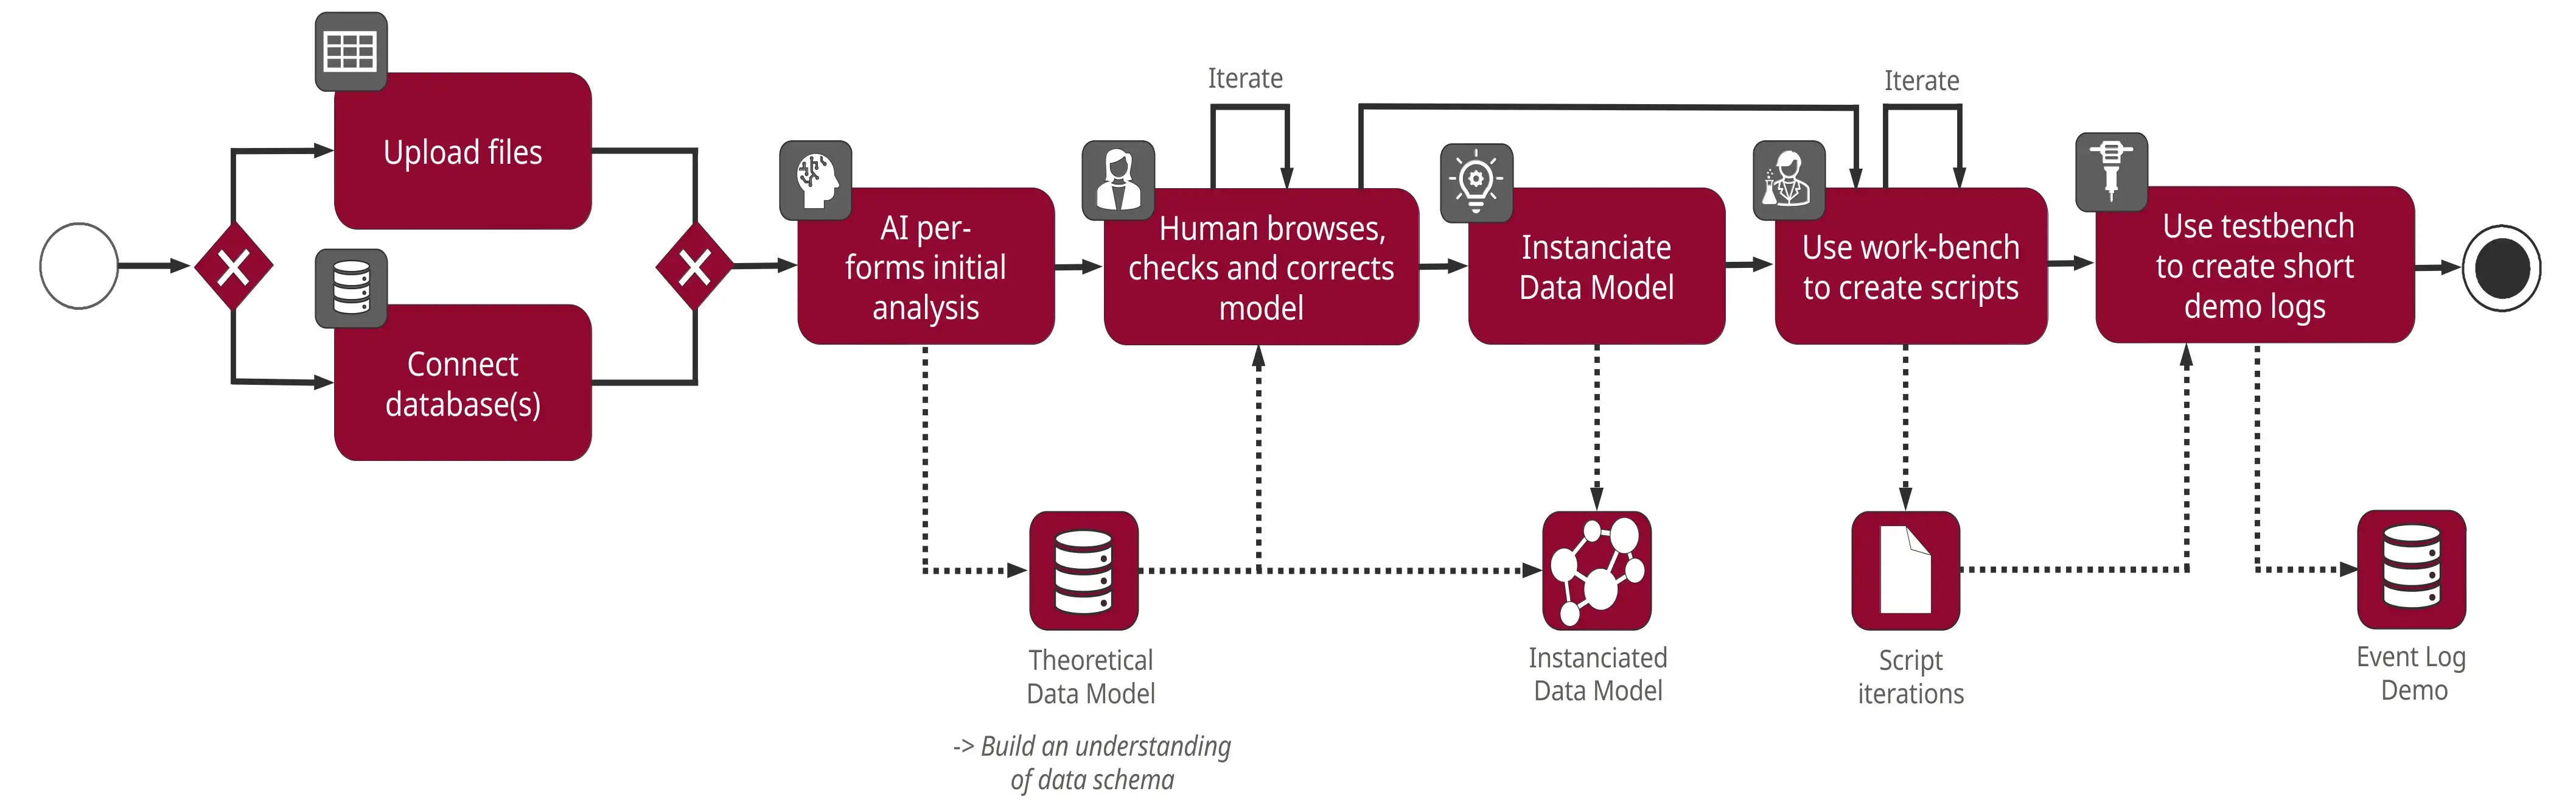 Upload files
Connect
database(s)
AI per-
forms initial
analysis
Iterate
Human browses,
checks and corrects
model
Instanciate
Data Model
Iterate
Use work-bench
to create scripts
Use testbench
to create short
demo logs
Theoretical
Data Model
-> Build an understanding
of data schema
Instanciated
Data Model
Script
iterations
Event Log
Demo